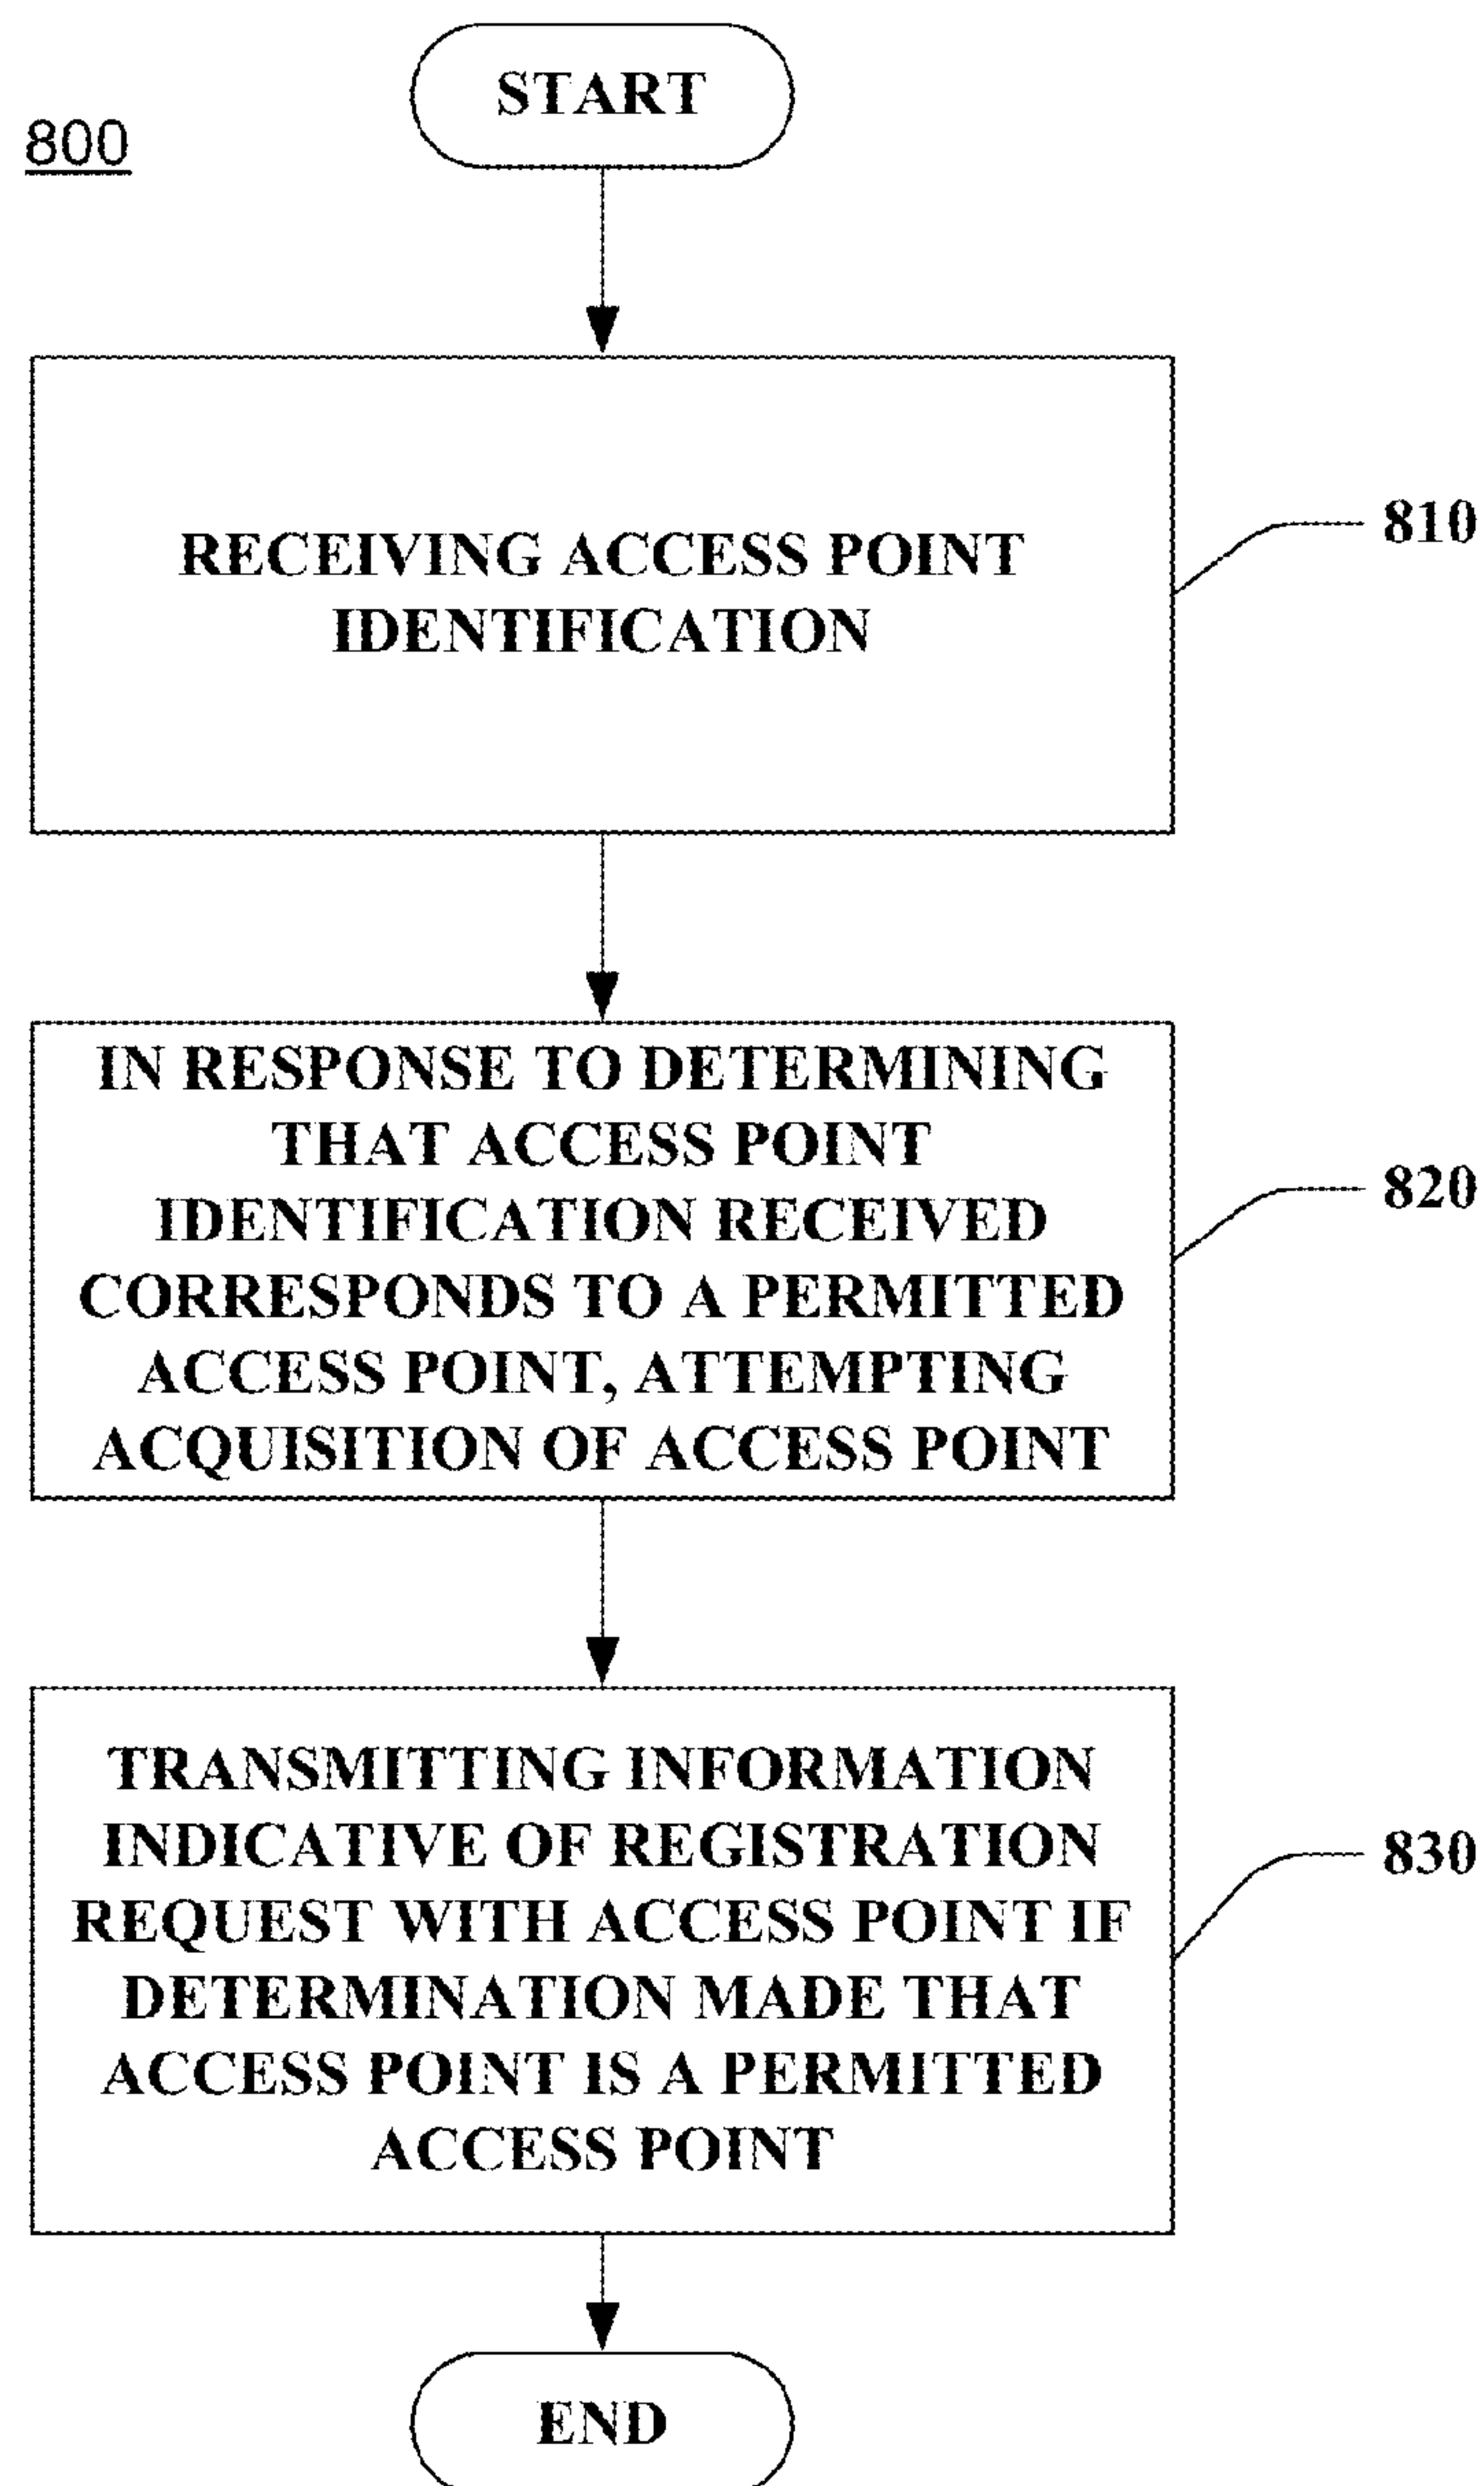 START
800
RECEIVING ACCESS POINT
IDENTIFICATION
810
IN RESPONSE TO DETERMINING
THAT ACCESS POINT
IDENTIFICATION RECEIVED
CORRESPONDS TO A PERMITTED
ACCESS POINT, ATTEMPTING
ACQUISITION OF ACCESS POINT
820
TRANSMITTING INFORMATION
INDICATIVE OF REGISTRATION
REQUEST WITH ACCESS POINT IF
DETERMINATION MADE THAT
ACCESS POINT IS A PERMITTED
ACCESS POINT
830
END